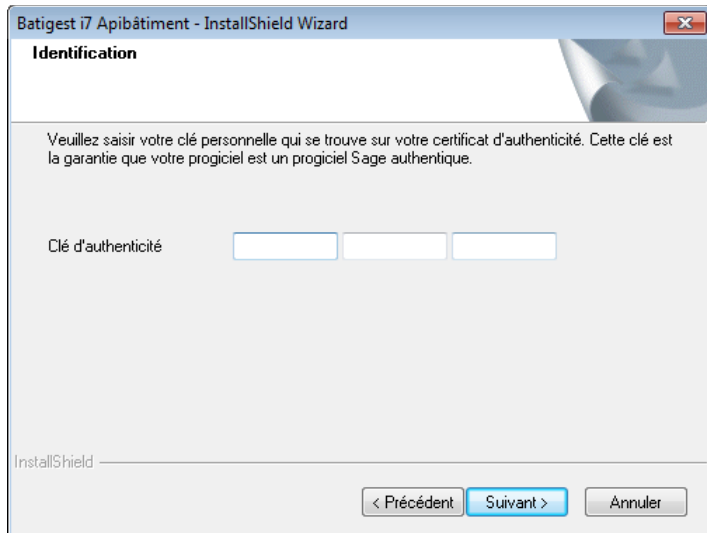 Batigest i7 Apibâtiment - InstallShield Wizard
Identification
Veuillez saisir votre clé personnelle qui se trouve sur votre certificat d'authenticité. Cette clé est
la garantie que votre progiciel est un progiciel Sage authentique.
Clé d'authenticité
InstallShield
< Précédent Suivant > Annuler